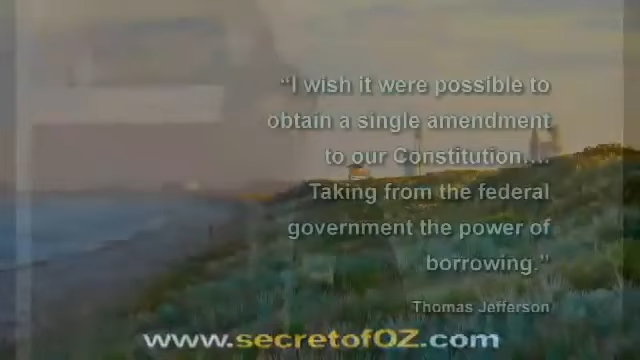 “I wish it were possible to
obtain a single amendment
to our Constitution....
Taking from the federal
government the power of
borrowing.”
Thomas Jefferson
www.secretofOZ.com